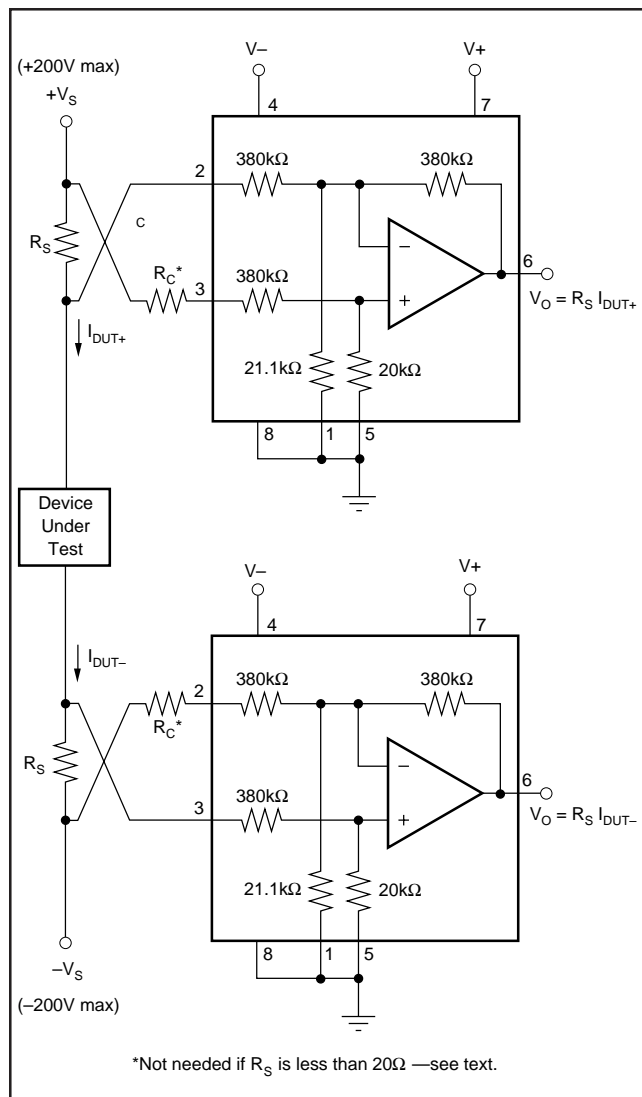 (+200V max)
+VS
V–
V+
4
7
2
380kΩ
380kΩ
C
RS
RC*
3
380kΩ
–
+
6
VO = RS IDUT+
IDUT+
21.1kΩ
20kΩ
8
1
5
Device
Under
Test
V–
V+
4
7
IDUT–
2
380kΩ
380kΩ
RC*
RS
3
380kΩ
–
+
6
VO = RS IDUT–
21.1kΩ
20kΩ
8
1
5
–VS
(–200V max)
*Not needed if RS is less than 20Ω —see text.